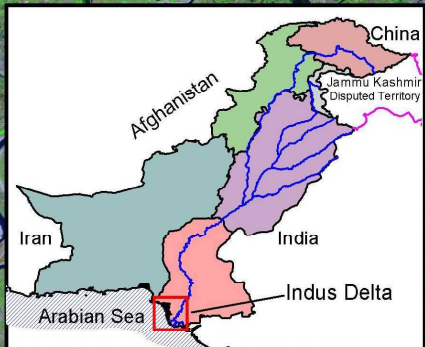 China
Jammu Kashmir
Disputed Territory
Afghanistan
Iran
India
Indus Delta
Arabian Sea